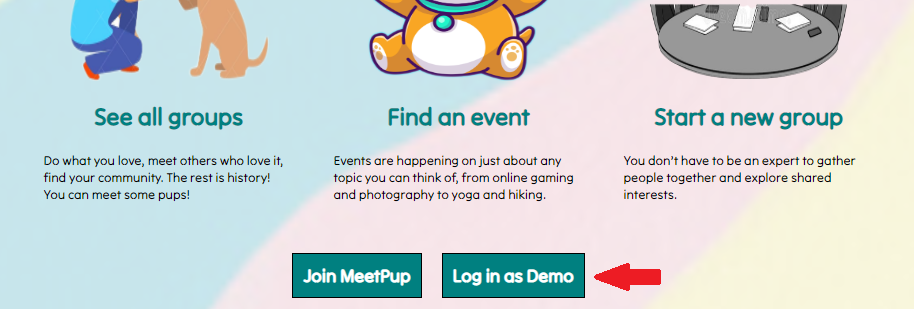 See all groups
Do what you love, meet others who love it,
find your community. The rest is history!
You can meet some pups!
Find an event
Events are happening on just about any
topic you can think of, from online gaming
and photography to yoga and hiking.
Start a new group
You don't have to be an expert to gather
people together and explore shared
interests.
Join MeetPup
Log in as Demo